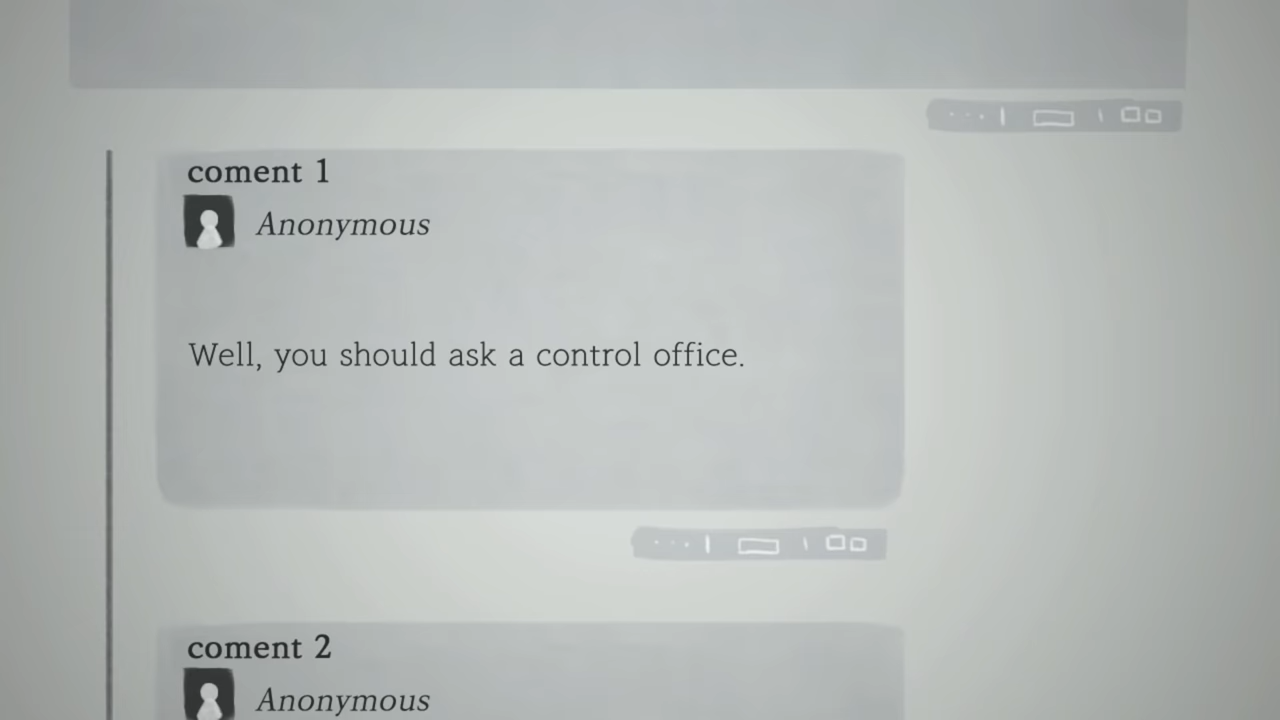 coment 1
Anonymous
Well, you should ask a control office.
coment 2
Anonymous